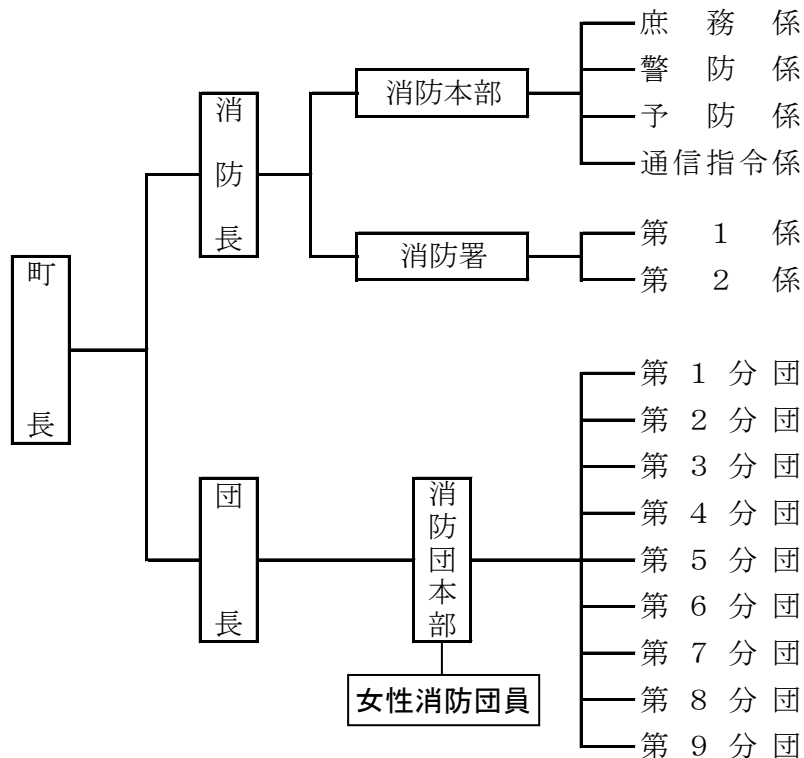 町長
消防長
消防本部
庶務係
警防係
予防係
通信指令係
消防署
第１係
第２係
団長
消防団本部
女性消防団員
第１分団
第２分団
第３分団
第４分団
第５分団
第６分団
第７分団
第８分団
第９分団